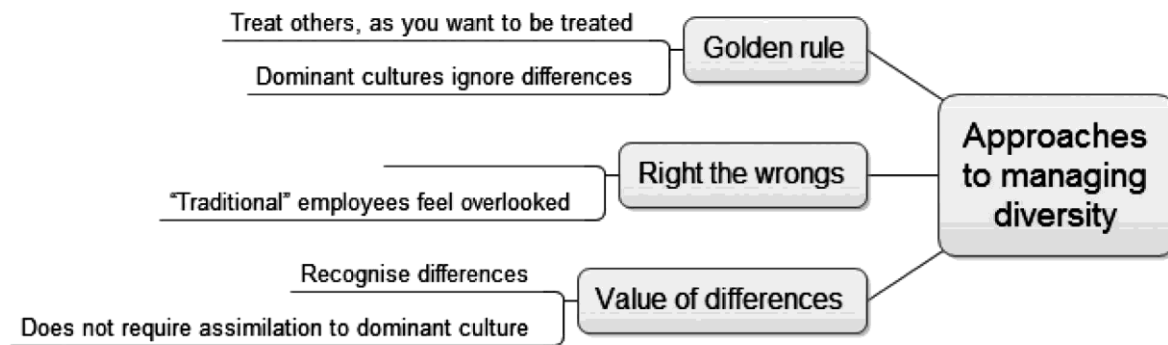 Treat others, as you want to be treated
Dominant cultures ignore differences
Golden rule
"Traditional" employees feel overlooked
Right the wrongs
Recognise differences
Does not require assimilation to dominant culture
Value of differences
Approaches
to managing
diversity